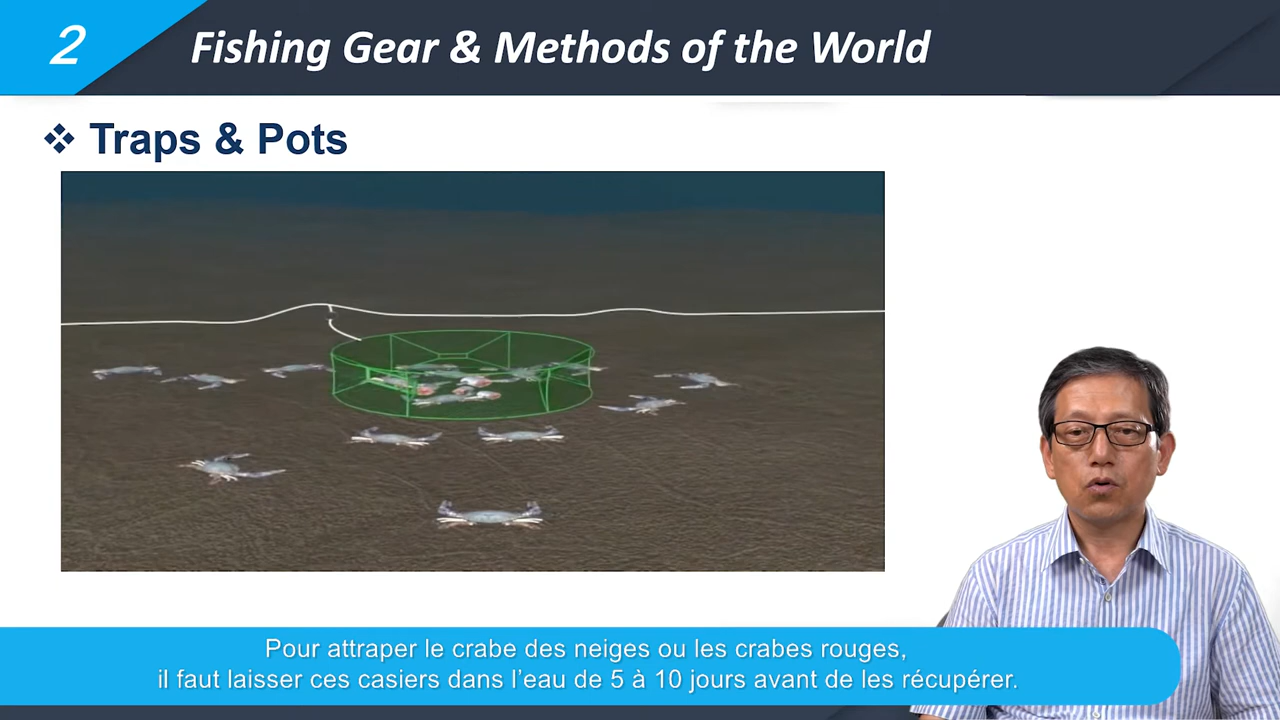 2
Fishing Gear & Methods of the World
❖ Traps & Pots
Pour attraper le crabe des neiges ou les crabes rouges,
il faut laisser ces casiers dans l’eau de 5 à 10 jours avant de les récupérer.